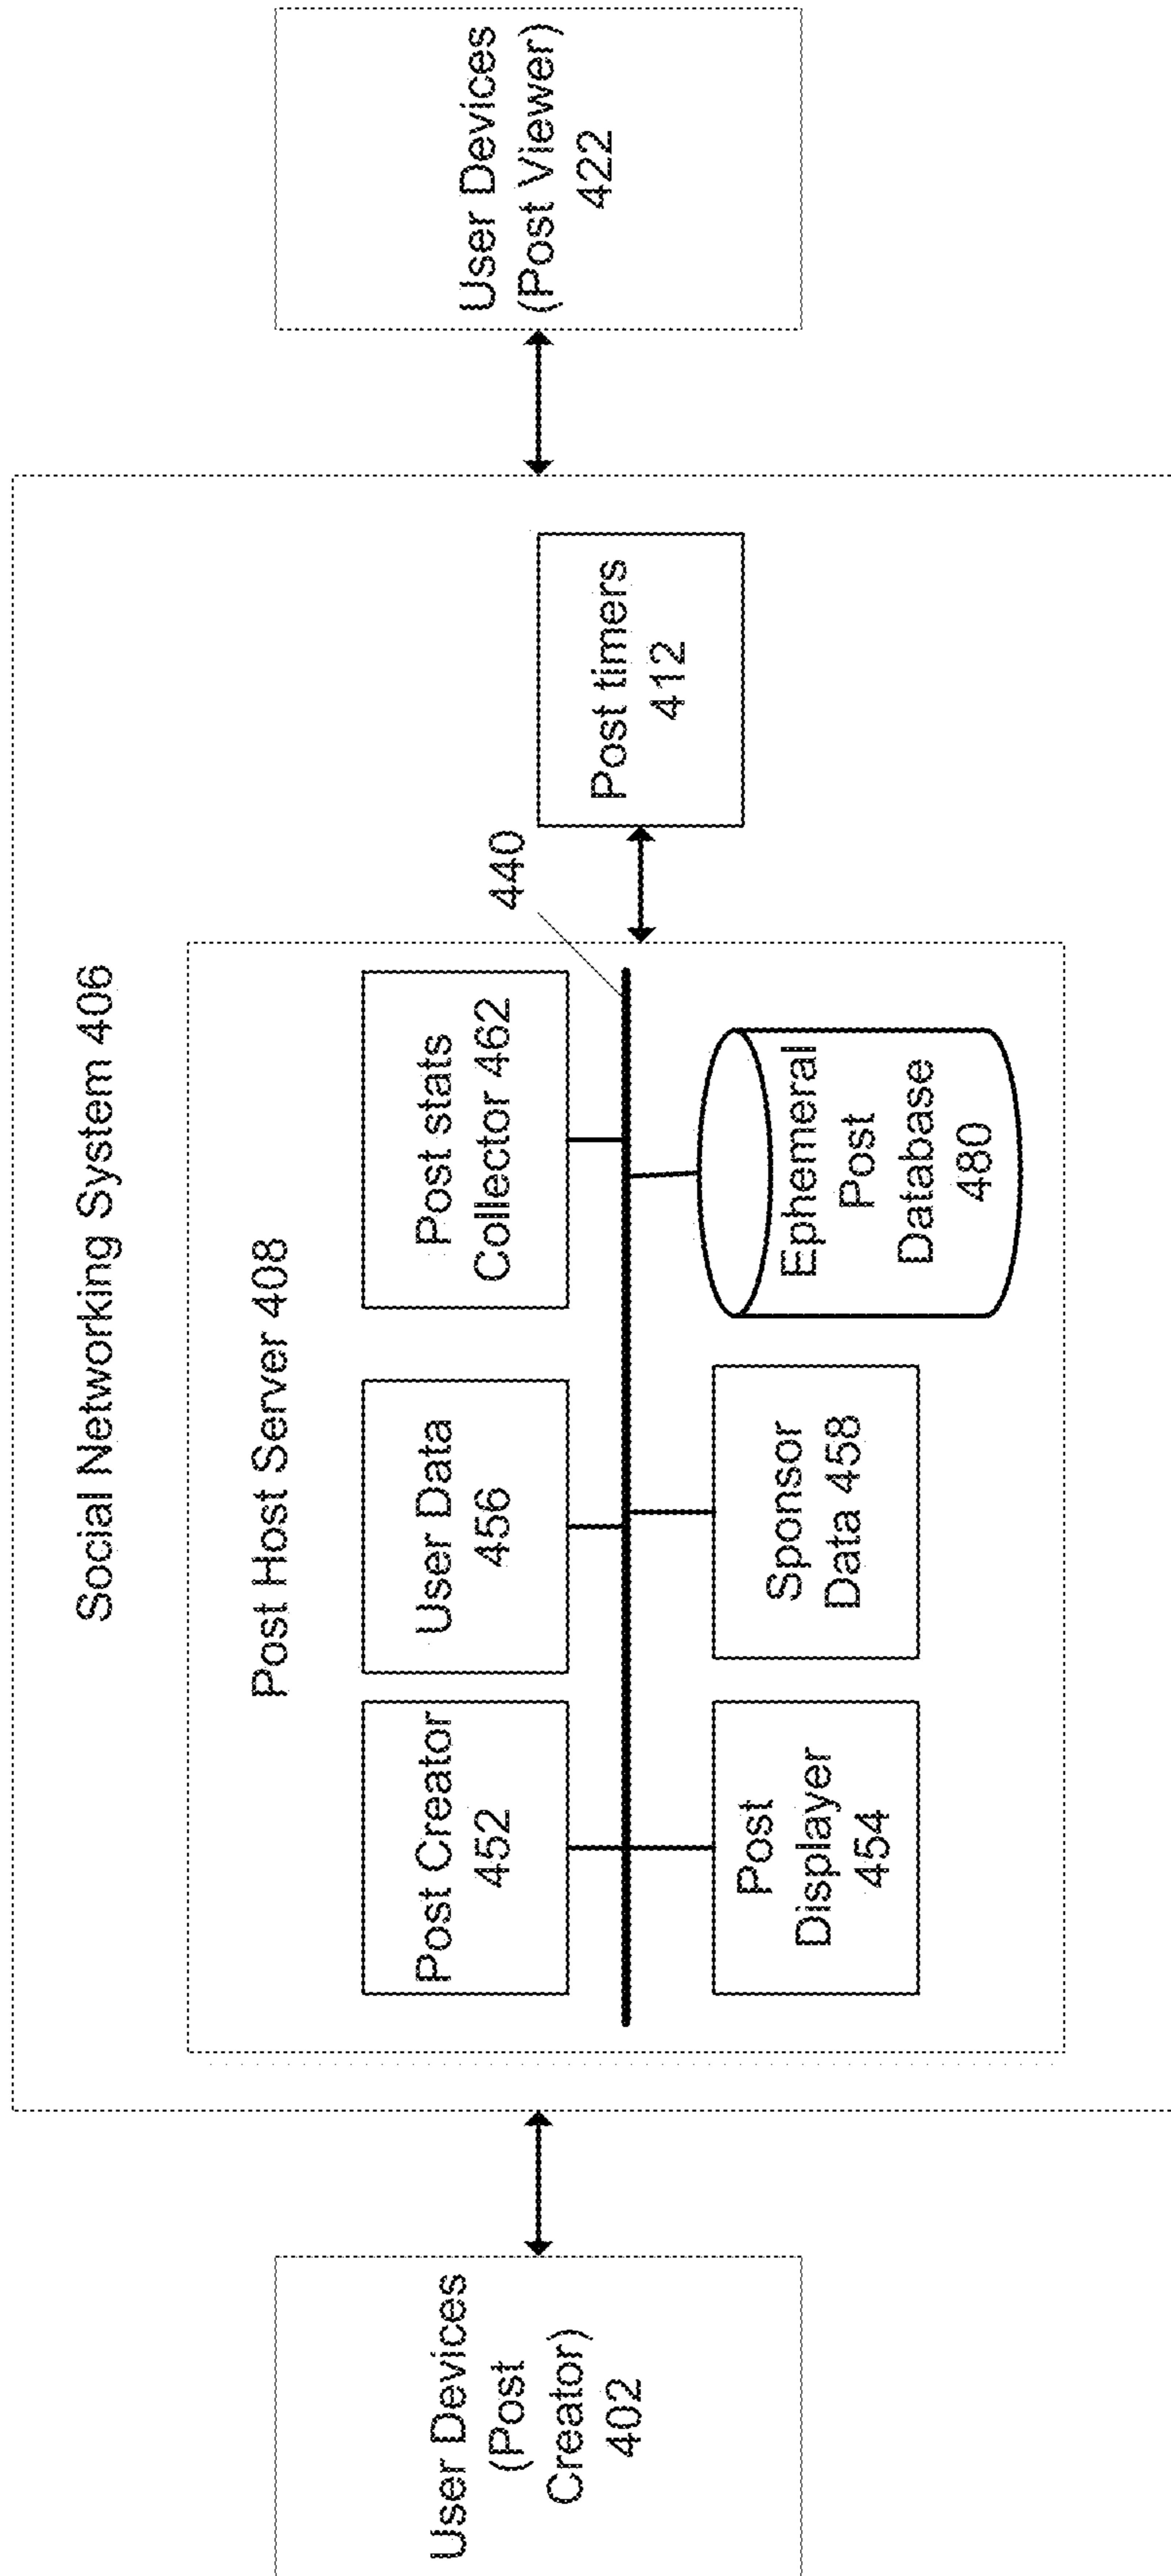 Social Networking System 406
Post Host Server 408
User Devices
(Post
Creator)
402
Post Creator
452
User Data
456
Post stats
Collector 462
440
Post
Displayer
454
Sponsor
Data 458
Ephemeral
Post
Database
480
Post timers
412
User Devices
(Post Viewer)
422